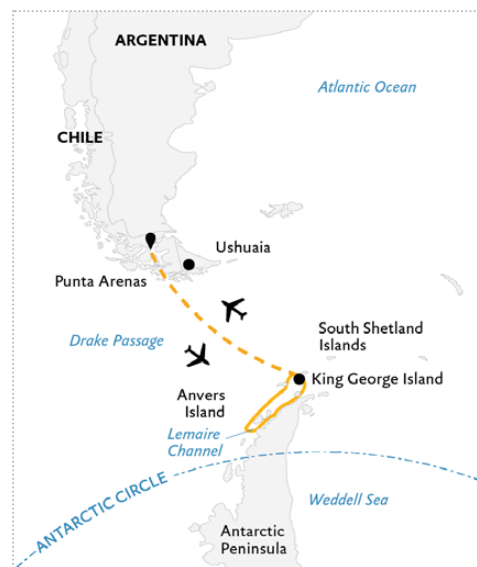 ARGENTINA
Atlantic Ocean
CHILE
Ushuaia
Punta Arenas
Drake Passage
South Shetland
Islands
King George Island
Anvers
Island
Lemaire
Channel
ANTARCTIC CIRCLE
Weddell Sea
Antarctic
Peninsula